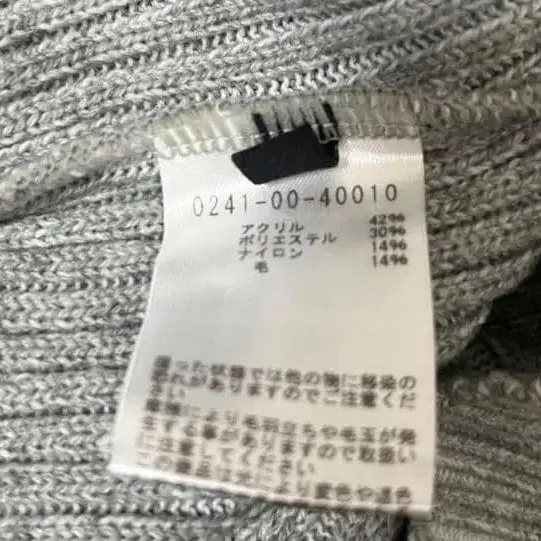 0241-00-40010
アクリル 42%
ポリエステル 30%
ナイロン 14%
毛 14%
湿った状態では他の物に移染の
恐れがありますのでご注意くだ
さい
摩擦により毛羽立ちや毛玉が発
生する事がありますので取扱い
に注意してください
この商品は光により変色や退色